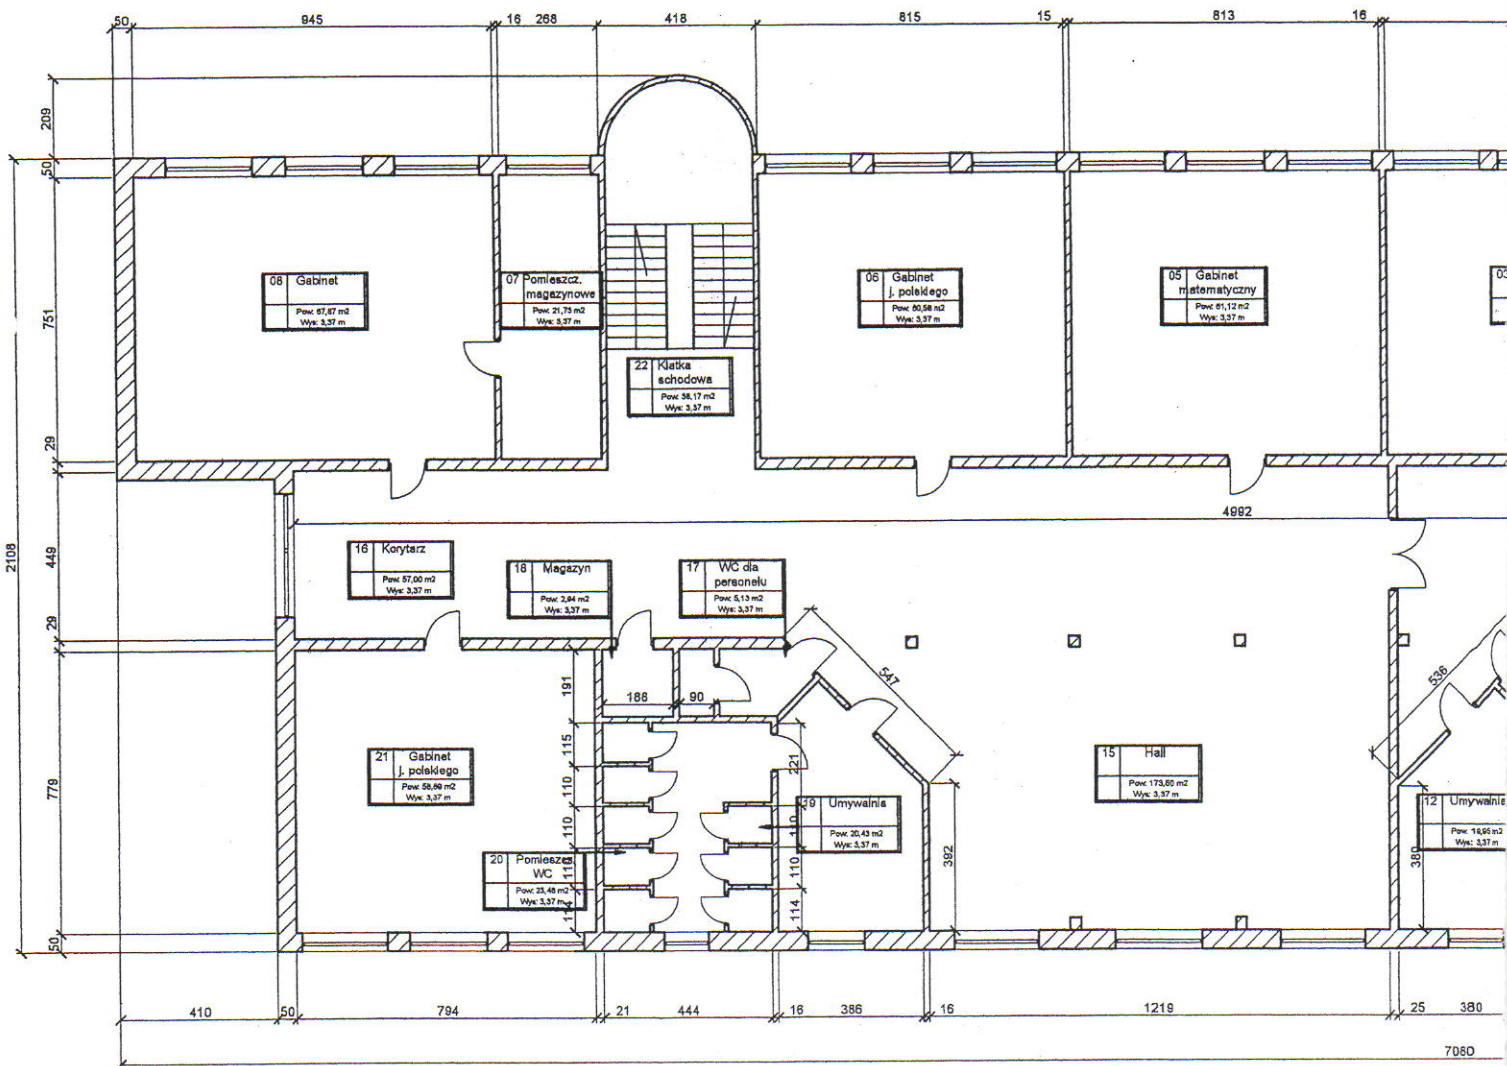 50 945 16 268 418 815 15 813 16
209
50
751
29
2108
449
29
779
50
08 Gabinet
Pow: 67,67 m2
Wys: 3,37 m
07 Pomieszcz.
magazynowe
Pow: 21,73 m2
Wys: 3,37 m
22 Klatka
schodowa
Pow: 38,17 m2
Wys: 3,37 m
06 Gabinet
j. polskiego
Pow: 60,58 m2
Wys: 3,37 m
05 Gabinet
matematyczny
Pow: 61,12 m2
Wys: 3,37 m
03
4992
16 Korytarz
Pow: 57,00 m2
Wys: 3,37 m
18 Magazyn
Pow: 2,94 m2
Wys: 3,37 m
17 WC dla
personelu
Pow: 5,13 m2
Wys: 3,37 m
547
536
191
188 90
115
110
110
114
221
110
114
21 Gabinet
j. polskiego
Pow: 58,69 m2
Wys: 3,37 m
20 Pomieszcz.
WC
Pow: 23,48 m2
Wys: 3,37 m
19 Umywalnia
Pow: 20,43 m2
Wys: 3,37 m
392
15 Hall
Pow: 173,50 m2
Wys: 3,37 m
380
12 Umywalnia
Pow: 19,95 m2
Wys: 3,37 m
410 50 794 21 444 16 386 16 1219 25 380
7060